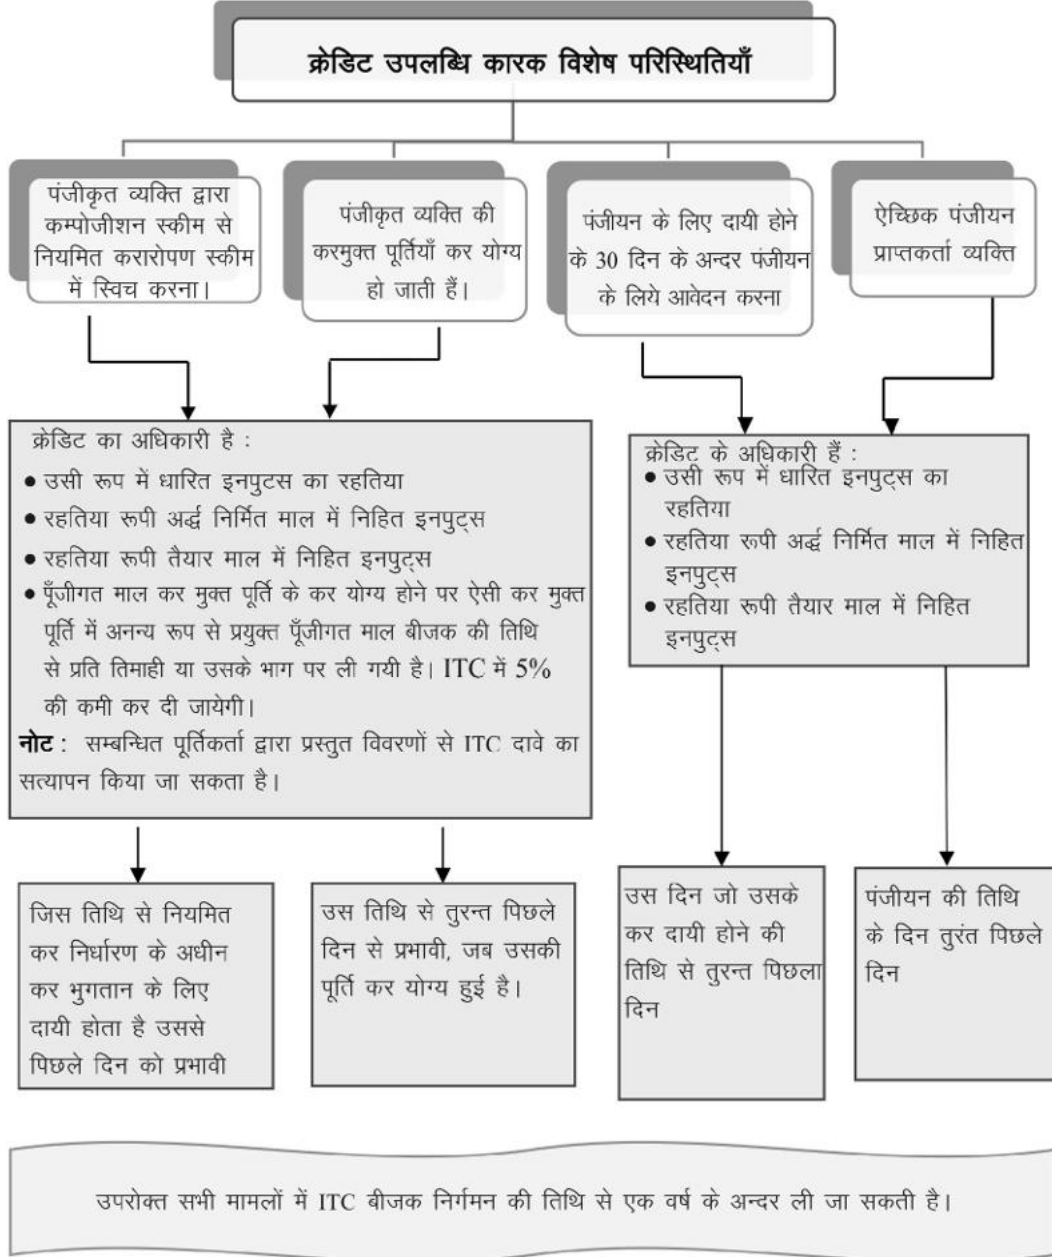 क्रेडिट उपलब्धि कारक विशेष परिस्थितियाँ
पंजीकृत व्यक्ति द्वारा
कम्पोजीशन स्कीम से
नियमित करारोपण स्कीम
में स्विच करना।
पंजीकृत व्यक्ति की
करमुक्त पूर्तियाँ कर योग्य
हो जाती हैं।
पंजीयन के लिए दायी होने
के 30 दिन के अन्दर पंजीयन
के लिये आवेदन करना
ऐच्छिक पंजीयन
प्राप्तकर्ता व्यक्ति
क्रेडिट का अधिकारी है :
• उसी रूप में धारित इनपुटस का रहतिया
• रहतिया रूपी अर्द्ध निर्मित माल में निहित इनपुट्स
• रहतिया रूपी तैयार माल में निहित इनपुट्स
• पूँजीगत माल कर मुक्त पूर्ति के कर योग्य होने पर ऐसी कर मुक्त
पूर्ति में अनन्य रूप से प्रयुक्त पूँजीगत माल बीजक की तिथि
से प्रति तिमाही या उसके भाग पर ली गयी है। ITC में 5%
की कमी कर दी जायेगी।
नोट : सम्बन्धित पूर्तिकर्ता द्वारा प्रस्तुत विवरणों से ITC दावे का
सत्यापन किया जा सकता है।
क्रेडिट के अधिकारी हैं :
• उसी रूप में धारित इनपुट्स का
रहतिया
• रहतिया रूपी अर्द्ध निर्मित माल में निहित
इनपुट्स
• रहतिया रूपी तैयार माल में निहित
इनपुट्स
जिस तिथि से नियमित
कर निर्धारण के अधीन
कर भुगतान के लिए
दायी होता है उससे
पिछले दिन को प्रभावी
उस तिथि से तुरन्त पिछले
दिन से प्रभावी, जब उसकी
पूर्ति कर योग्य हुई है।
उस दिन जो उसके
कर दायी होने की
तिथि से तुरन्त पिछला
दिन
पंजीयन की तिथि
के दिन तुरंत पिछले
दिन
उपरोक्त सभी मामलों में ITC बीजक निर्गमन की तिथि से एक वर्ष के अन्दर ली जा सकती है।